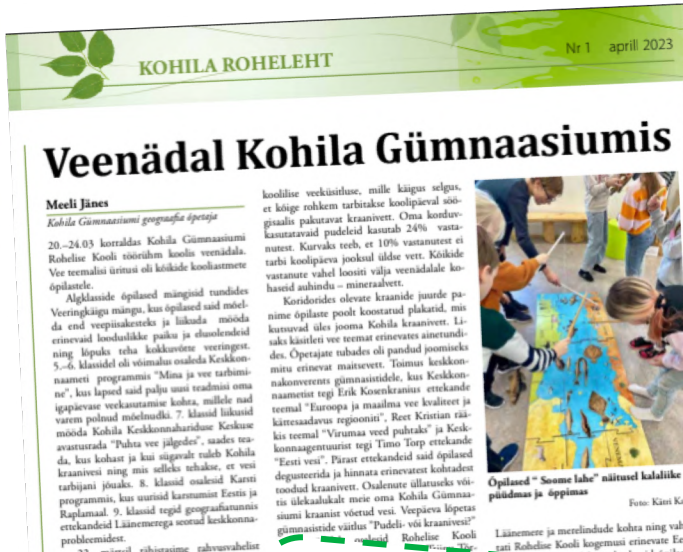 KOHILA ROHELEHT
Nr 1 aprill 2023
Veenädal Kohila Gümnaasiumis
Meeli Jänes
Kohila Gümnaasiumi geograafia õpetaja
20.–24.03 korraldas Kohila Gümnaasiumi
Rohelise Kooli töörühm koolis veenädala.
Vee teemalisi üritusi oli kõikide kooliastmete
õpilastele.
Algklasside õpilased mängisid tundides
Veeringkäigu mängu, kus õpilased said mõel-
da end veepiisakesteks ja liikuda mööda
erinevaid looduslikke paiku ja elusolendeid
ning lõpuks teha kokkuvõtte veeringest.
5.–6. klassidel oli võimalus osaleda Keskkon-
naameti programmis "Mina ja vee tarbimi-
ne", kus lapsed said palju uusi teadmisi oma
igapäevase veekasutamise kohta, millele nad
varem polnud mõelnudki. 7. klassid liikusid
mööda Kohila Keskkonnahariduse Keskuse
avastusrada "Puhta vee jälgedes", saades tea-
da, kus kohast ja kui sügavalt tuleb Kohila
kraanivesi ning mis selleks tehakse, et vesi
tarbijani jõuaks. 8. klassid osalesid Karsti
programmis, kus uurisid karstumist Eestis ja
Raplamaal. 9. klassid tegid geograafiatunnis
ettekandeid Läänemerega seotud keskkonna-
probleemidest.
22. märtsil tähistasime rahvusvahelist
koolilise veeküsitluse, mille käigus selgus,
et kõige rohkem tarbitakse koolipäeval söö-
gisaalis pakutavat kraanivett. Oma korduv-
kasutatavaid pudeleid kasutab 24% vasta-
nutest. Kurvaks teeb, et 10% vastanutest ei
tarbi koolipäeva jooksul üldse vett. Kõikide
vastanute vahel loositi välja veenädalale ko-
haseid auhindu – mineraalvett.
Koridorides olevate kraanide juurde pa-
nime õpilaste poolt koostatud plakatid, mis
kutsuvad üles jooma Kohila kraanivett. Li-
saks käsitleti vee teemat erinevates ainetundi-
des. Õpetajate tubades oli pandud joomiseks
mitu erinevat maitsevett. Toimus keskkon-
nakonverents gümnasistidele, kus Keskkon-
naametist tegi Erik Kosenkranius ettekande
teemal "Euroopa ja maailma vee kvaliteet ja
kättesaadavus regiooniti", Reet Kristian rää-
kis teemal "Virumaa veed puhtaks" ja Kesk-
konnaagentuurist tegi Timo Torp ettekande
"Eesti vesi". Pärast ettekandeid said õpilased
degusteerida ja hinnata erinevatest kohtadest
toodud kraanivett. Osalenute üllatuseks või-
tis ülekaalukalt meie oma Kohila Gümnaa-
siumi kraanist võetud vesi. Veepäeva lõpetas
gümnasistide väitlus "Pudeli- või kraanivesi?"
osalesid Rohelise Kooli
Õpilased " Soome lahe" näitusel kalaliike
püüdmas ja õppimas
Foto: Kätri
Läänemere ja merelindude kohta ning
tati Rohelise Kooli kogemusi erinevate